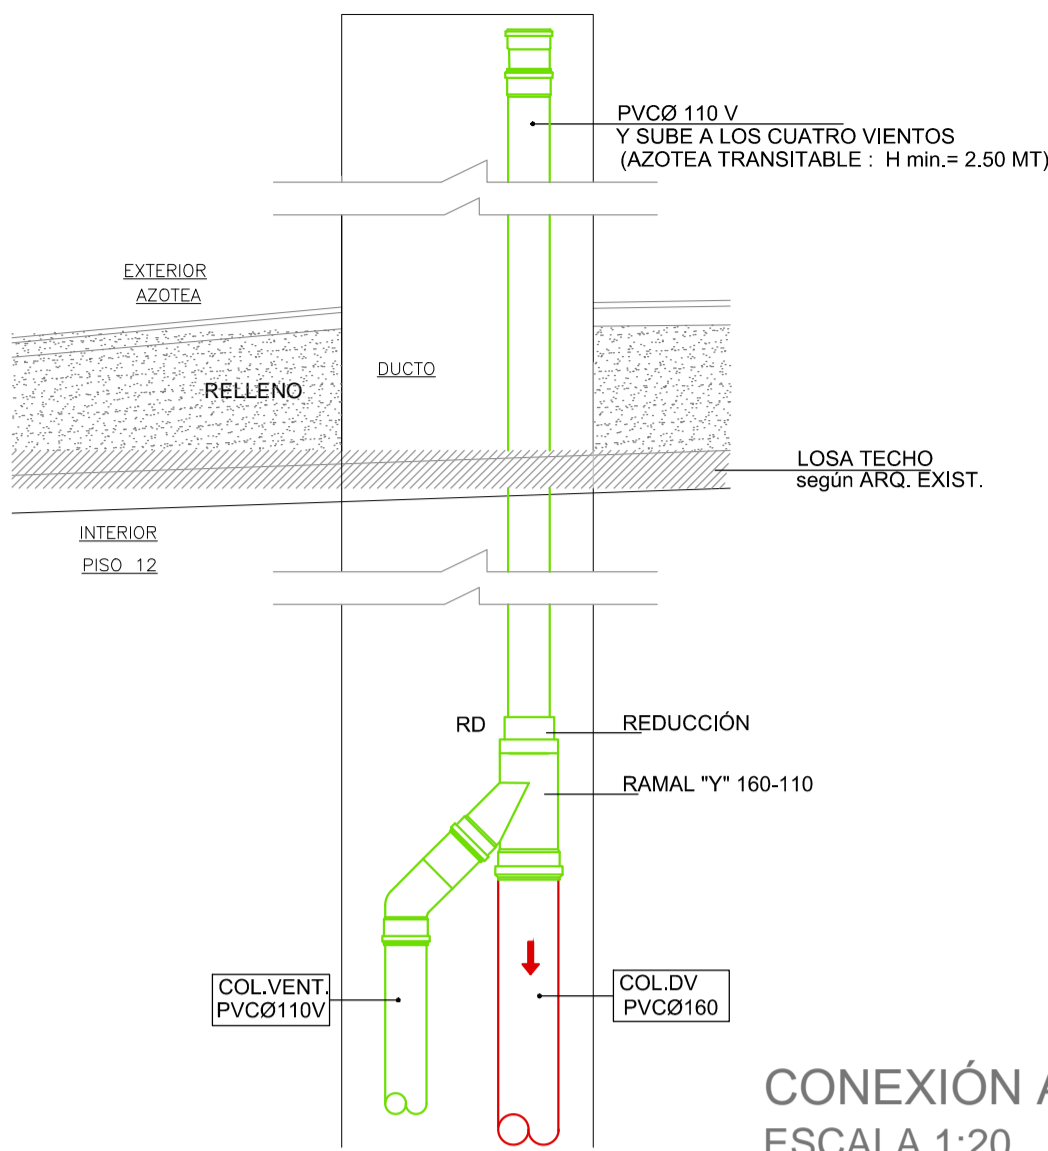 PVCØ 110 V
Y SUBE A LOS CUATRO VIENTOS
(AZOTEA TRANSITABLE : H min.= 2.50 MT)
EXTERIOR
AZOTEA
DUCTO
RELLENO
LOSA TECHO
según ARQ. EXIST.
INTERIOR
PISO 12
RD
REDUCCIÓN
RAMAL "Y" 160-110
COL.VENT.
PVCØ110V
COL.DV
PVCØ160
CONEXIÓN A
ESCALA 1:20